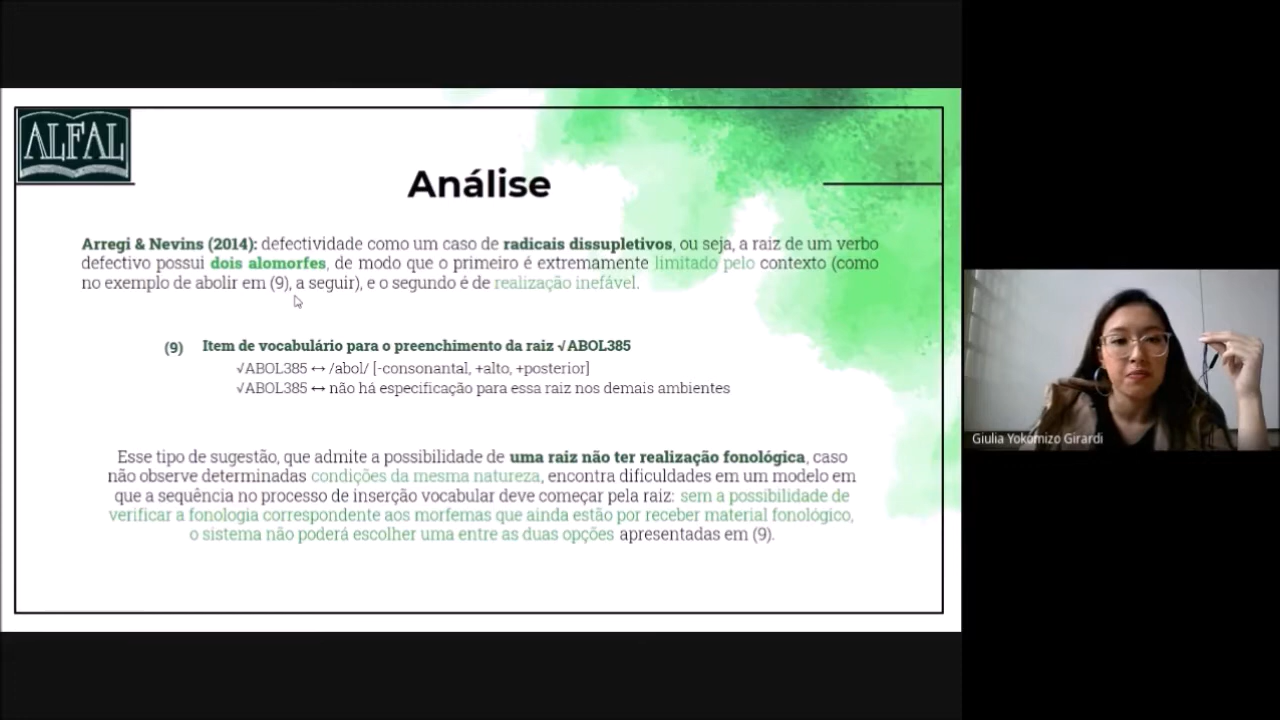 ALFAL
Análise
Arregi & Nevins (2014): defectividade como um caso de radicais dissupletivos, ou seja, a raiz de um verbo
defectivo possui dois alomorfes, de modo que o primeiro é extremamente limitado pelo contexto (como
no exemplo de abolir em (9), a seguir), e o segundo é de realização inefável.
(9) Item de vocabulário para o preenchimento da raiz √ABOL385
√ABOL385 ↔ /abol/ [-consonantal, +alto, +posterior]
√ABOL385 ↔ não há especificação para essa raiz nos demais ambientes
Esse tipo de sugestão, que admite a possibilidade de uma raiz não ter realização fonológica, caso
não observe determinadas condições da mesma natureza, encontra dificuldades em um modelo em
que a sequência no processo de inserção vocabular deve começar pela raiz: sem a possibilidade de
verificar a fonologia correspondente aos morfemas que ainda estão por receber material fonológico,
o sistema não poderá escolher uma entre as duas opções apresentadas em (9).
Giulia Yokomizo Girardi